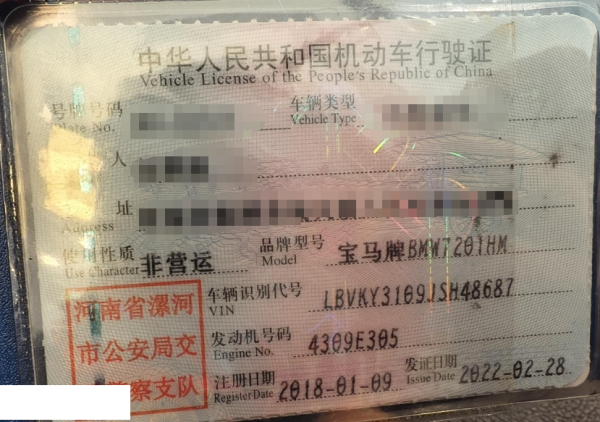 中华人民共和国机动车行驶证
Vehicle License of the People's Republic of China
号牌号码 车辆类型
Plate No. Vehicle Type
人
址
Address
使用性质 非营运 品牌型号 宝马牌BMW7201HM
Use Character Model
车辆识别代号 LBVKY3109JSH48687
VIN
发动机号码 4309E305
Engine No.
注册日期 2018-01-09 发证日期 2022-02-28
Register Date Issue Date
河南省漯河
市公安局交
警察支队